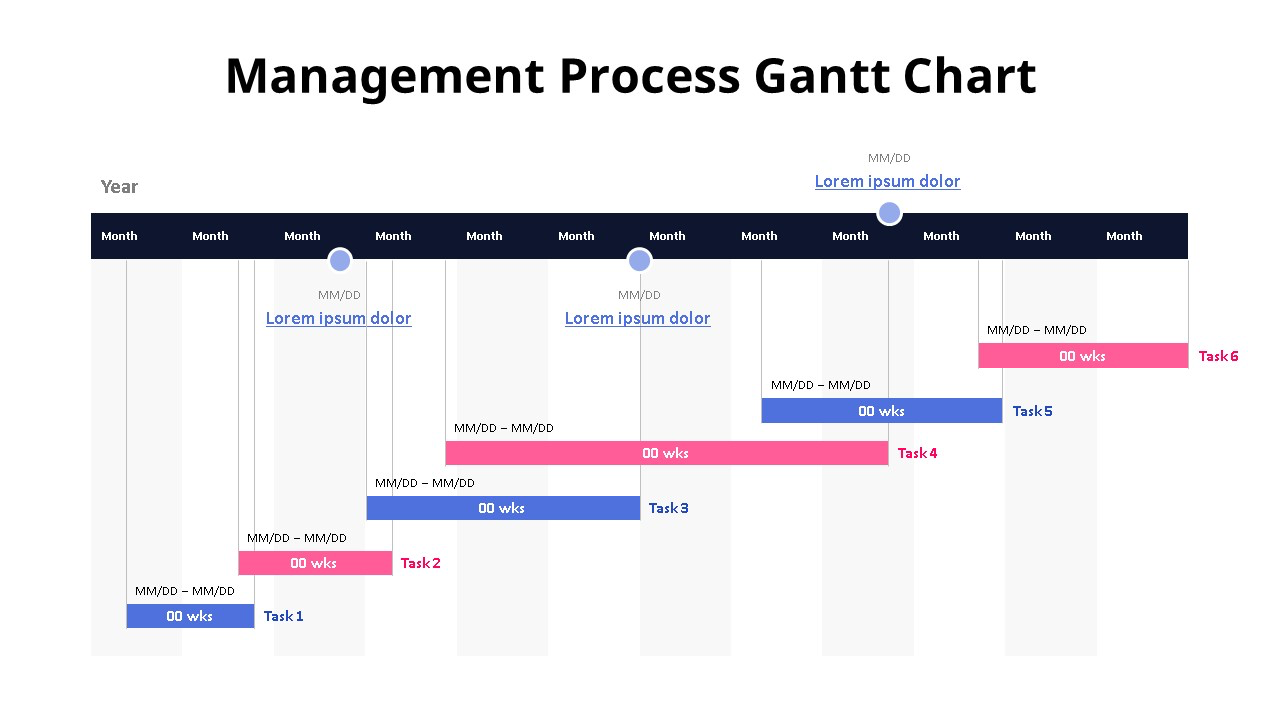 Management Process Gantt Chart
MM/DD
Lorem ipsum dolor
Year
Month Month Month Month Month Month Month Month Month Month Month Month
MM/DD MM/DD
Lorem ipsum dolor Lorem ipsum dolor
MM/DD – MM/DD
00 wks Task 6
MM/DD – MM/DD
00 wks Task 5
MM/DD – MM/DD
00 wks Task 4
MM/DD – MM/DD
00 wks Task 3
MM/DD – MM/DD
00 wks Task 2
MM/DD – MM/DD
00 wks Task 1